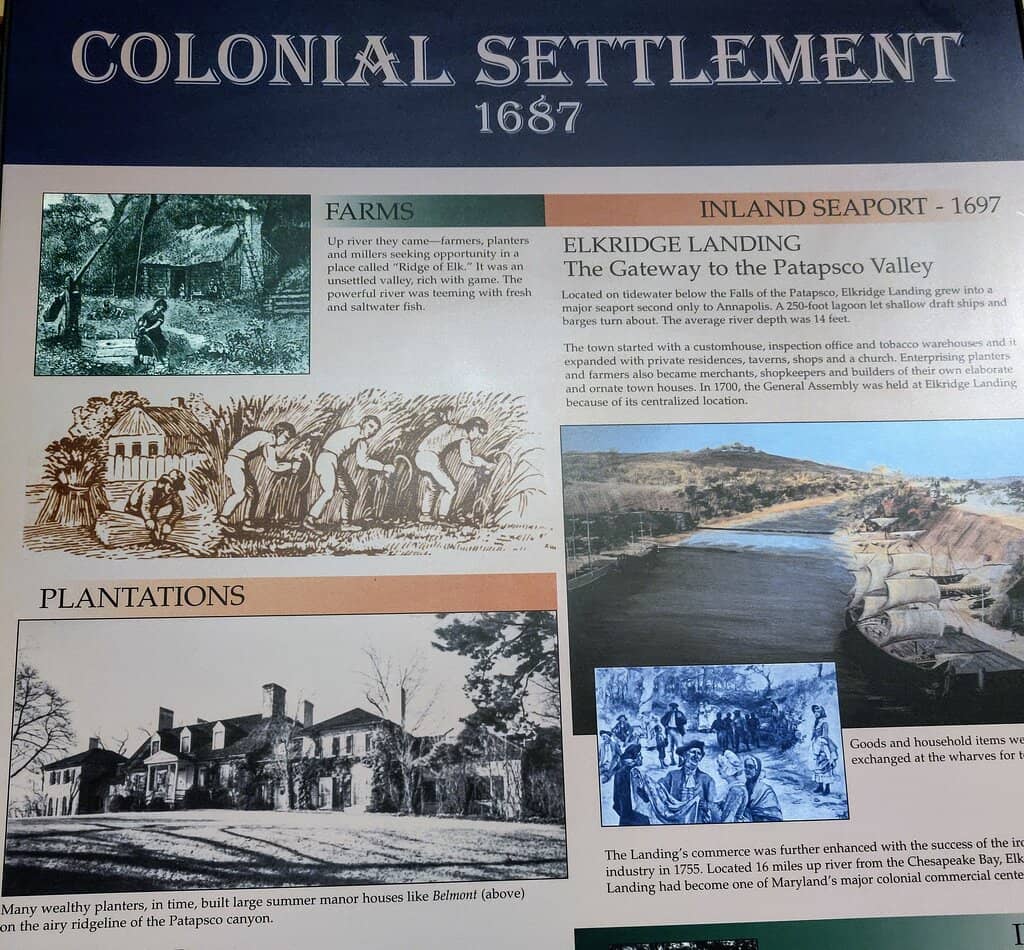 COLONIAL SETTLEMENT
1687
FARMS
Up river they came—farmers, planters
and millers seeking opportunity in a
place called "Ridge of Elk." It was an
unsettled valley, rich with game. The
powerful river was teeming with fresh
and saltwater fish.
PLANTATIONS
Many wealthy planters, in time, built large summer manor houses like Belmont (above)
on the airy ridgeline of the Patapsco canyon.
INLAND SEAPORT - 1697
ELKRIDGE LANDING
The Gateway to the Patapsco Valley
Located on tidewater below the Falls of the Patapsco, Elkridge Landing grew into a
major seaport second only to Annapolis. A 250-foot lagoon let shallow draft ships and
barges turn about. The average river depth was 14 feet.
The town started with a customhouse, inspection office and tobacco warehouses and it
expanded with private residences, taverns, shops and a church. Enterprising planters
and farmers also became merchants, shopkeepers and builders of their own elaborate
and ornate town houses. In 1700, the General Assembly was held at Elkridge Landing
because of its centralized location.
Goods and household items we
exchanged at the wharves for
The Landing's commerce was further enhanced with the success of the
industry in 1755. Located 16 miles up river from the Chesapeake Bay, Elk
Landing had become one of Maryland's major colonial commercial cente